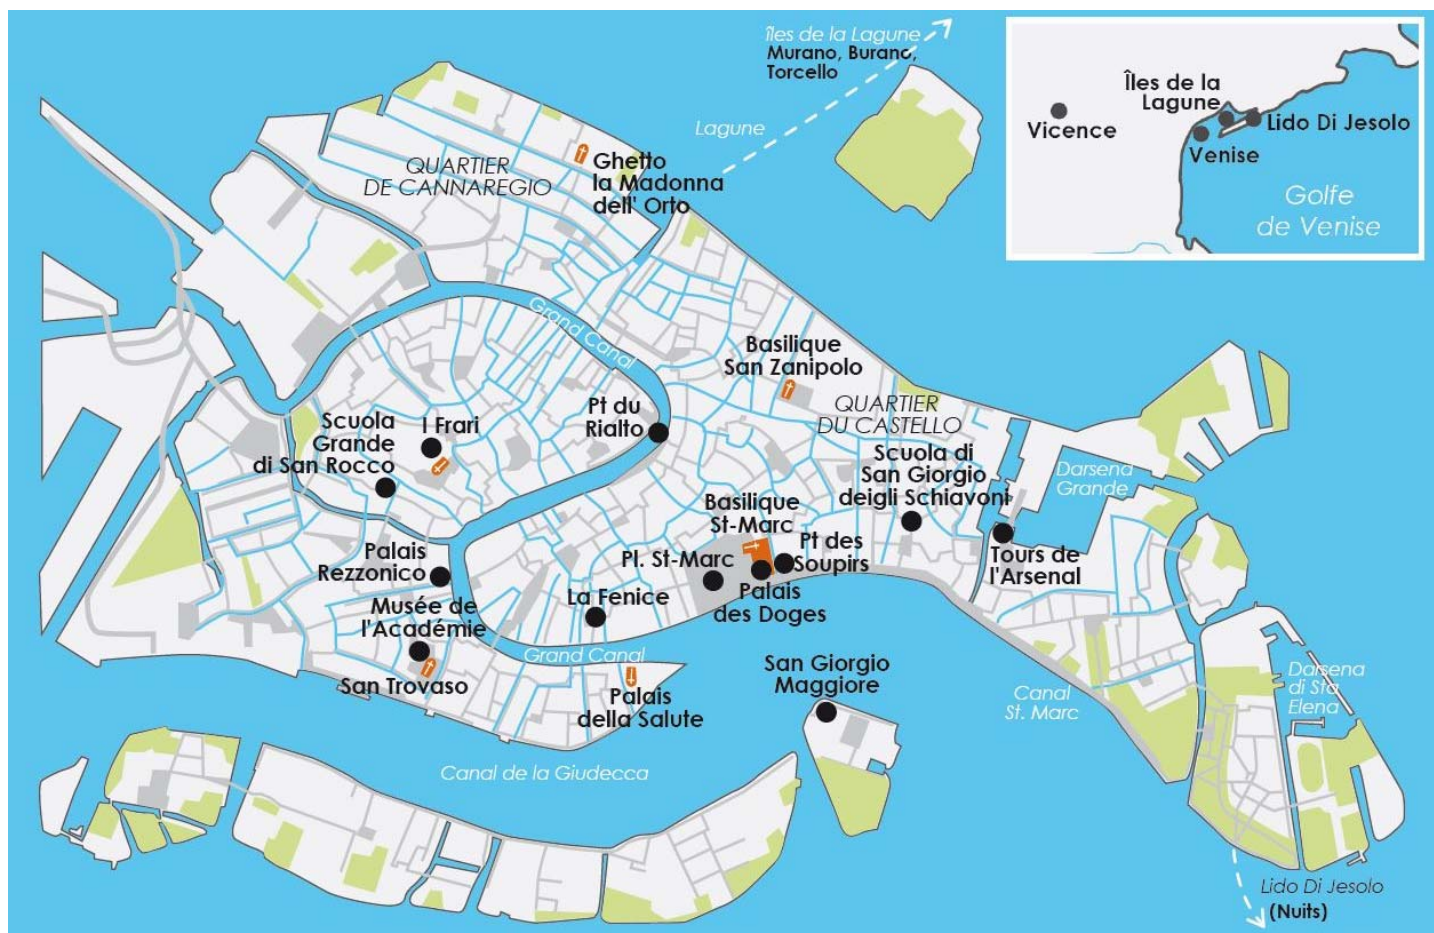 îles de la Lagune
Murano, Burano,
Torcello
Lagune
Îles de la
Lagune
Vicence
Lido Di Jesolo
Venise
Golfe
de Venise
QUARTIER
DE CANNAREGIO
Ghetto
la Madonna
dell' Orto
Grand Canal
Basilique
San Zanipolo
QUARTIER
DU CASTELLO
Pt du
Rialto
Scuola
Grande
di San Rocco
I Frari
Scuola di
San Giorgio
deigli Schiavoni
Darsena
Grande
Basilique
St-Marc
Pt des
Soupirs
Tours de
l'Arsenal
Palais
Rezzonico
Pl. St-Marc
Palais
des Doges
La Fenice
Musée de
l'Académie
San Trovaso
Grand Canal
Palais
della Salute
San Giorgio
Maggiore
Canal
St. Marc
Darsena
di Sta
Elena
Canal de la Giudecca
Lido Di Jesolo
(Nuits)